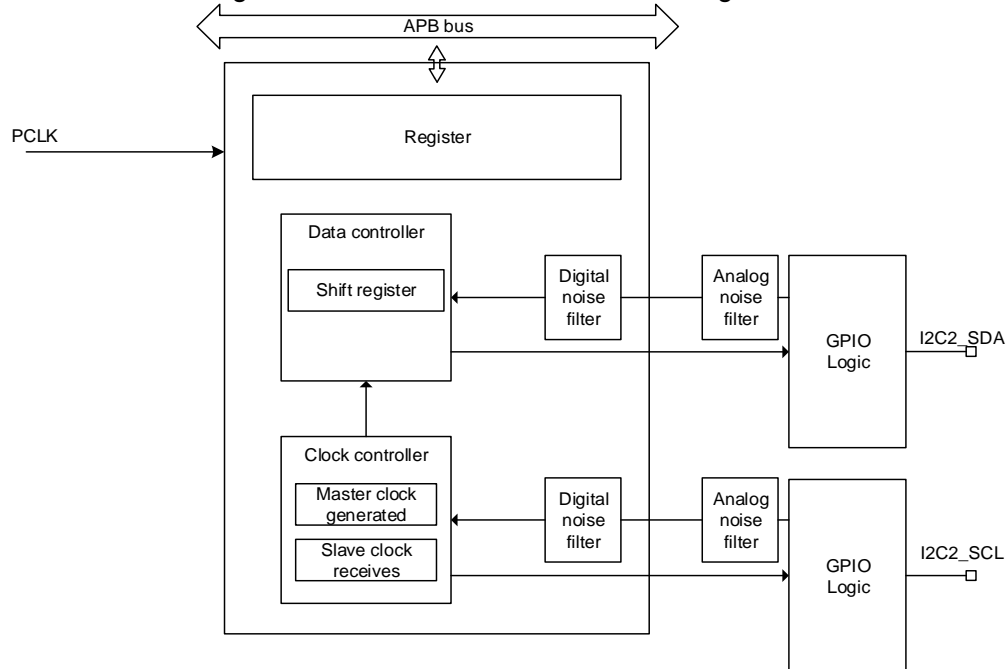 APB bus
PCLK
Register
Data controller
Shift register
Digital
noise
filter
Analog
noise
filter
GPIO
Logic
I2C2_SDA
Clock controller
Master clock
generated
Slave clock
receives
Digital
noise
filter
Analog
noise
filter
GPIO
Logic
I2C2_SCL